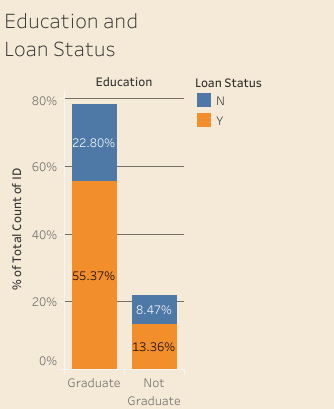 Education and
Loan Status
Education
Loan Status
N
Y
% of Total Count of ID
80%
60%
40%
20%
0%
22.80%
55.37%
8.47%
13.36%
Graduate
Not
Graduate